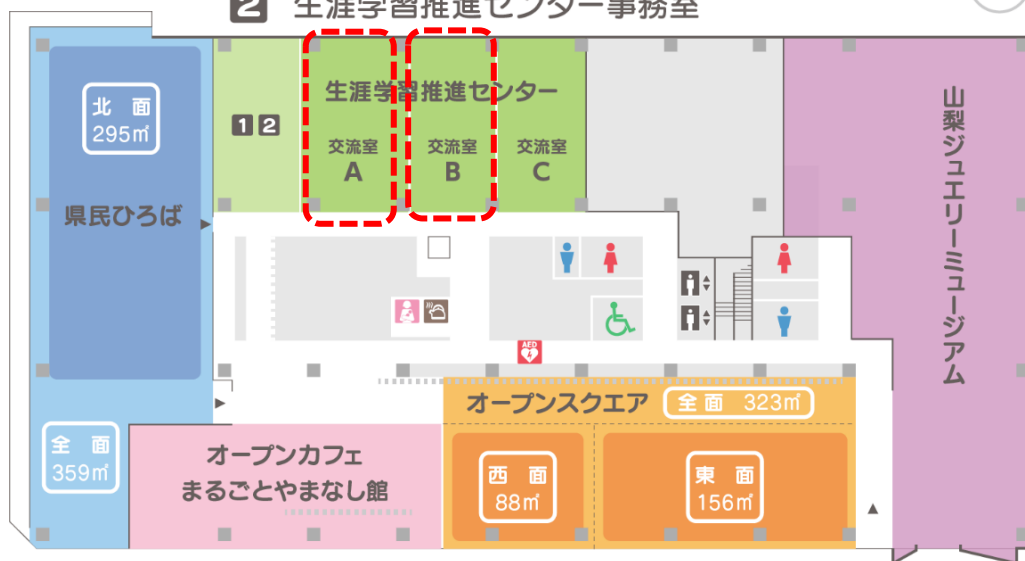 2 生涯学習推進センター事務室
北 面
295㎡
県民ひろば
全 面
359㎡
1 2
生涯学習推進センター
交流室
A
交流室
B
交流室
C
山梨ジュエリーミュージアム
AED
オープンスクエア
全面 323㎡
オープンカフェ
まるごとやまなし館
西 面
88㎡
東 面
156㎡